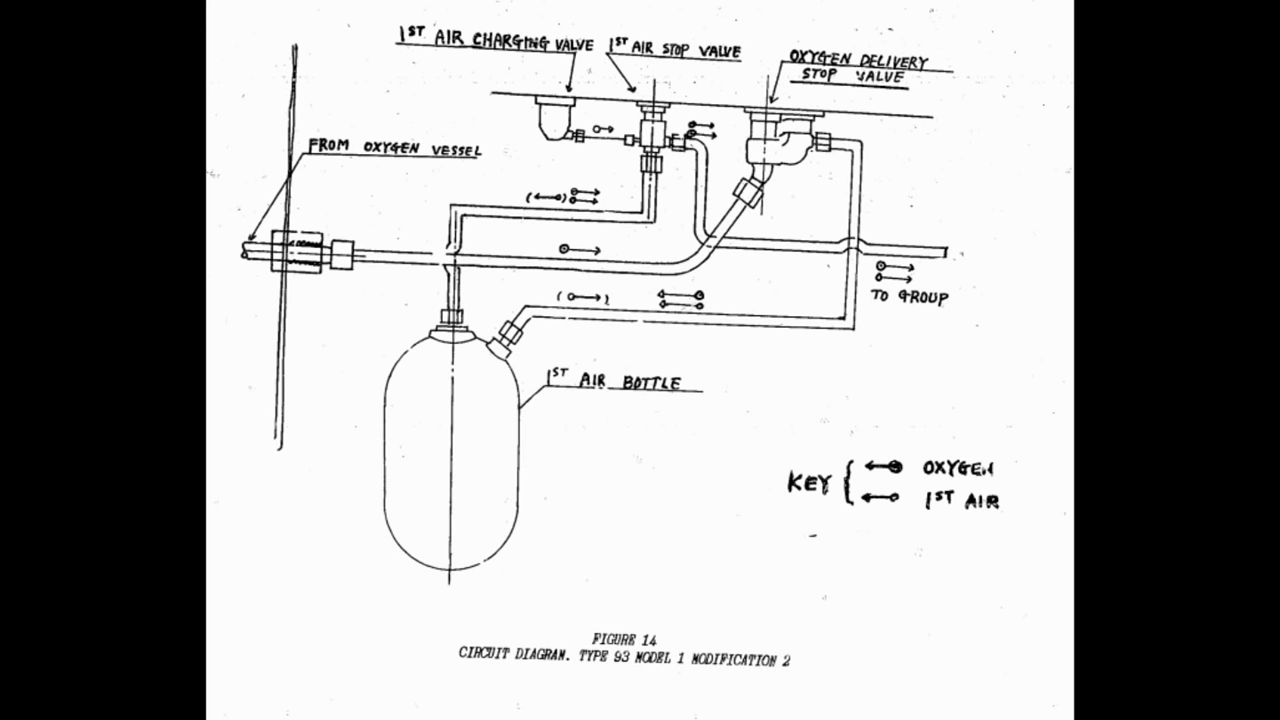 1ST AIR CHARGING VALVE
1ST AIR STOP VALVE
OXYGEN DELIVERY
STOP VALVE
FROM OXYGEN VESSEL
TO GROUP
1ST AIR BOTTLE
KEY
OXYGEN
1ST AIR
FIGURE 14
CIRCUIT DIAGRAM. TYPE 93 MODEL 1 MODIFICATION 2